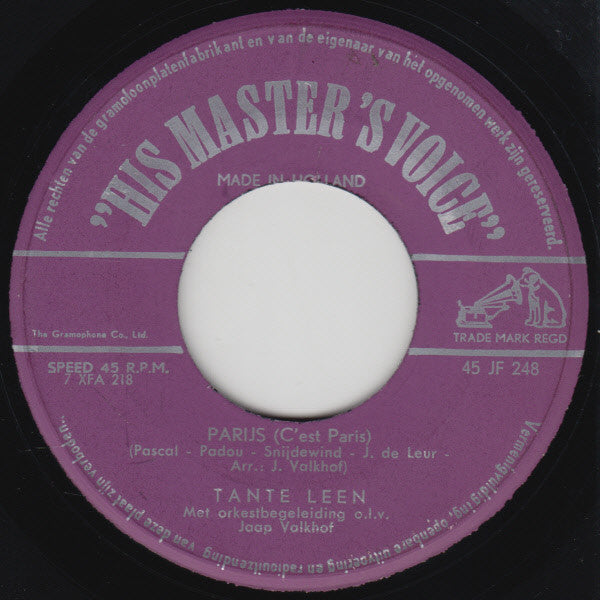 Alle rechten van de gramofoonplatenfabrikant en van de eigenaar van het opgenomen werk zijn gereserveerd.
"HIS MASTER'S VOICE"
MADE IN HOLLAND
The Gramophone Co., Ltd.
TRADE MARK REGD
SPEED 45 R.P.M.
7 XFA 218
45 JF 248
PARIJS (C'est Paris)
(Pascal - Padou - Snijdewind - J. de Leur -
Arr.: J. Valkhof)
TANTE LEEN
Met orkestbegeleiding o.l.v.
Jaap Valkhof
Vermenigvuldiging, openbare uitvoering en radiouitzending van deze plaat zijn verboden...